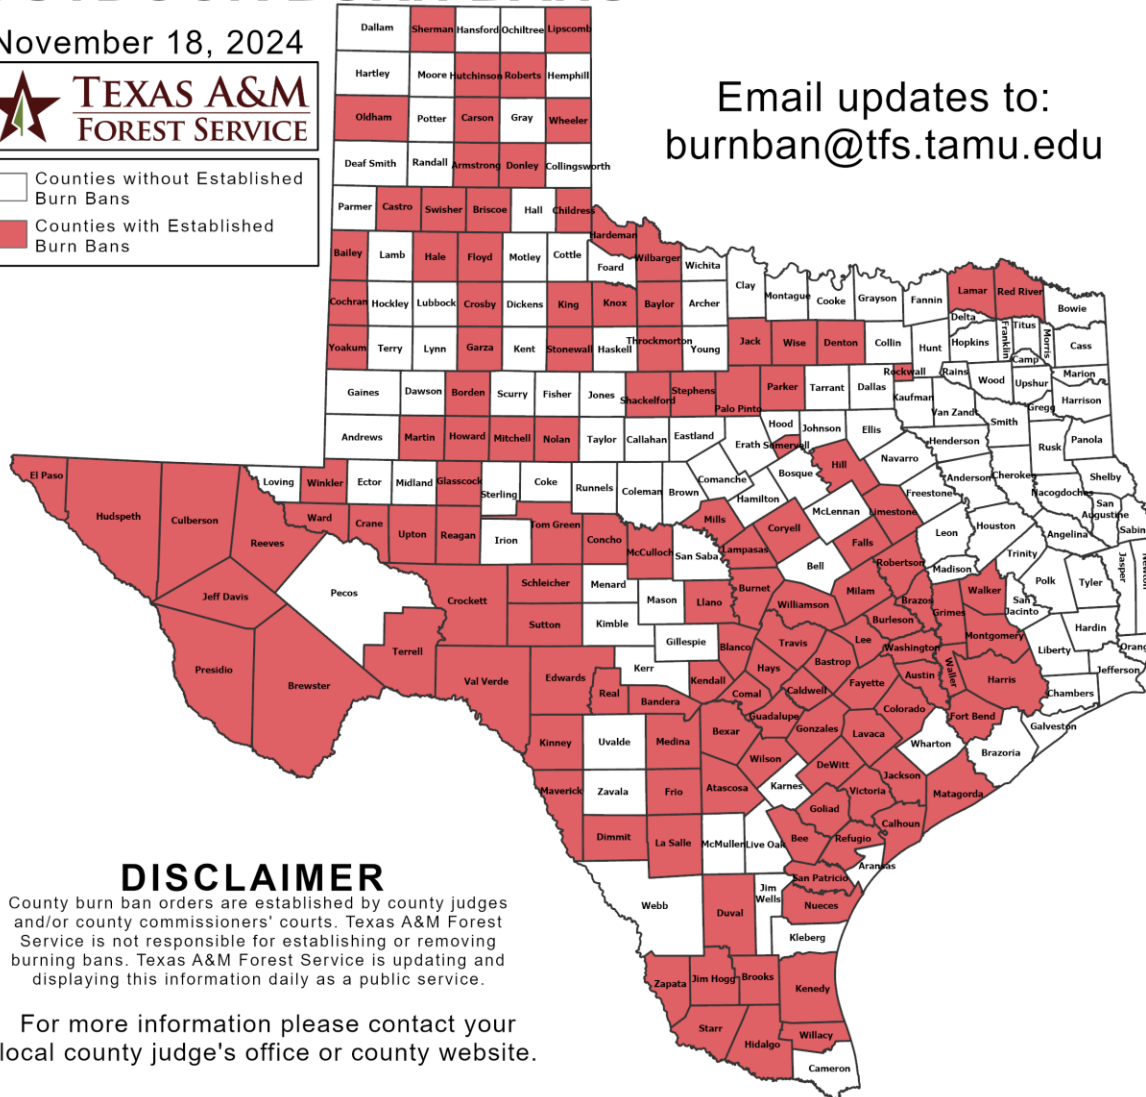 November 18, 2024
TEXAS A&M
FOREST SERVICE
Counties without Established
Burn Bans
Counties with Established
Burn Bans
Email updates to:
burnban@tfs.tamu.edu
Dallam Sherman Hansford Ochiltree Lipscomb
Hartley Moore Hutchinson Roberts Hemphill
Oldham Potter Carson Gray Wheeler
Deaf Smith Randall Armstrong Donley Collingsworth
Parmer Castro Swisher Briscoe Hall Childress
Hardeman
Bailey Lamb Hale Floyd Motley Cottle Foard Wilbarger Wichita
Clay Montague Cooke Grayson Fannin Lamar Red River Bowie
Cochran Hockley Lubbock Crosby Dickens King Knox Baylor Archer
Delta Titus Franklin Morris
Yoakum Terry Lynn Garza Kent Stonewall Haskell Throckmorton Young Jack Wise Denton Collin Hunt Hopkins Camp Cass
Rockwall Rains Wood Upshur Marion
Gaines Dawson Borden Scurry Fisher Jones Shackelford Stephens Palo Pinto Parker Tarrant Dallas Kaufman Van Zandt Gregg Harrison
Andrews Martin Howard Mitchell Nolan Taylor Callahan Eastland Erath Hood Somervell Johnson Ellis Henderson Smith Rusk Panola
El Paso Hudspeth Culberson Reeves Loving Winkler Ector Midland Glasscock Sterling Coke Runnels Coleman Brown Comanche Hamilton Bosque Hill Navarro Freestone Anderson Cherokee Nacogdoches Shelby
Ward Crane Upton Reagan Irion Tom Green Concho McCulloch San Saba Mills Lampasas Coryell McLennan Limestone Falls Leon Houston Angelina San Augustine Sabin
Jeff Davis Pecos Crockett Schleicher Menard Mason Llano Burnet Bell Williamson Milam Robertson Brazos Madison Trinity Polk Tyler Jasper Newton
Presidio Brewster Terrell Sutton Kimble Gillespie Blanco Travis Lee Burleson Washington Grimes Walker San Jacinto Montgomery Hardin Liberty Orang
Val Verde Edwards Real Kerr Bandera Kendall Hays Comal Caldwell Bastrop Fayette Austin Waller Harris Chambers Jefferson
Kinney Uvalde Medina Bexar Guadalupe Gonzales Lavaca Colorado Wharton Fort Bend Brazoria Galveston
Maverick Zavala Frio Atascosa Wilson Karnes DeWitt Victoria Jackson Matagorda
Dimmit La Salle McMullen Live Oak Bee Goliad Refugio Calhoun Aransas
Webb Duval Jim Wells San Patricio Nueces Kleberg
Zapata Jim Hogg Brooks Kenedy
Starr Hidalgo Willacy
Cameron
DISCLAIMER
County burn ban orders are established by county judges
and/or county commissioners' courts. Texas A&M Forest
Service is not responsible for establishing or removing
burning bans. Texas A&M Forest Service is updating and
displaying this information daily as a public service.
For more information please contact your
local county judge's office or county website.